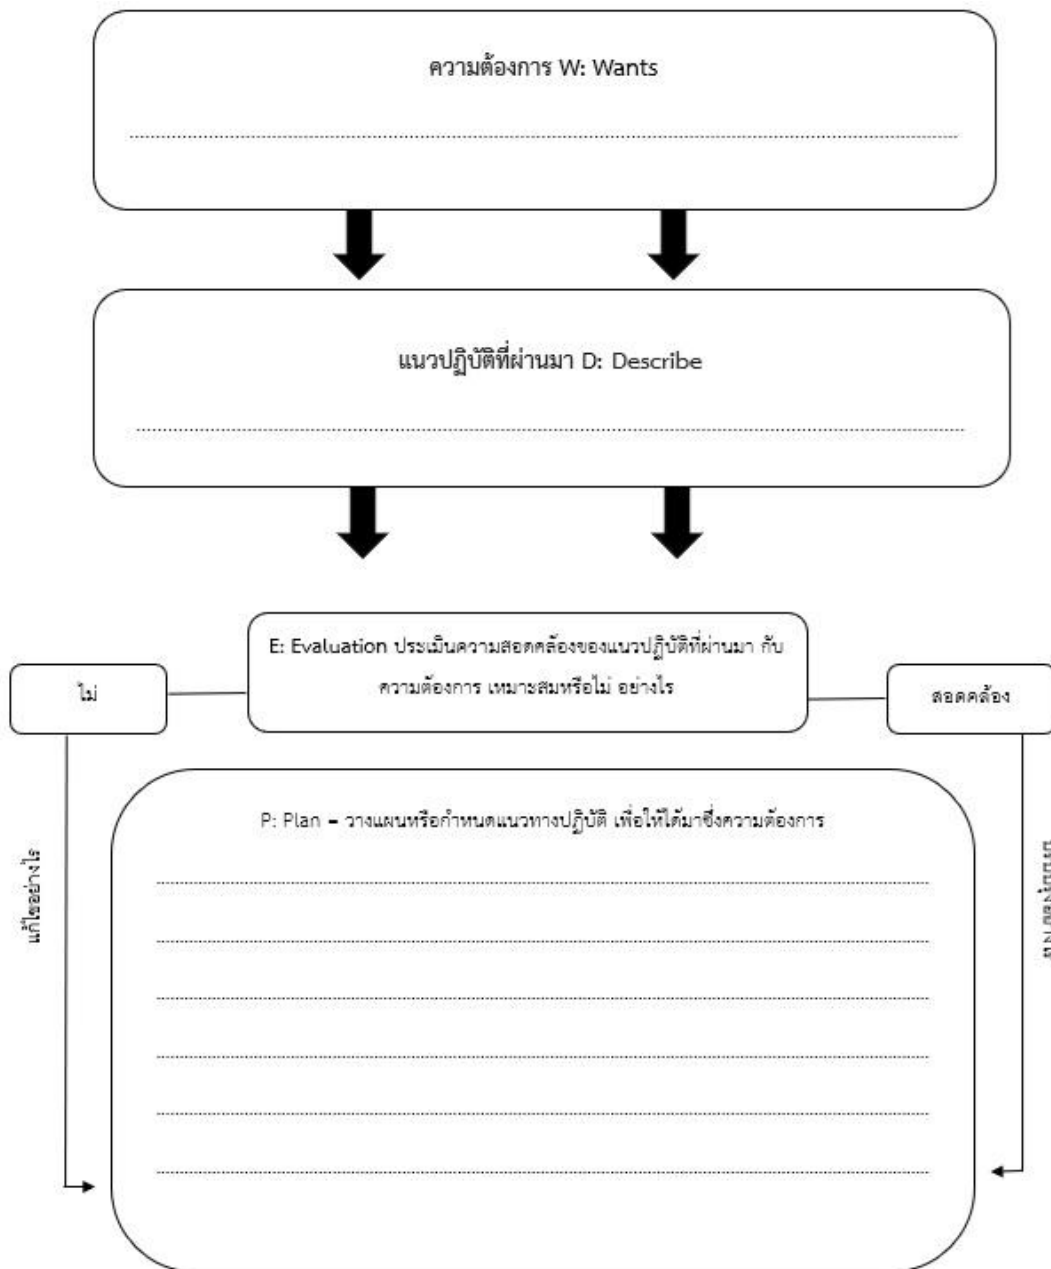 ความต้องการ W: Wants
แนวปฏิบัติที่ผ่านมา D: Describe
E: Evaluation ประเมินความสอดคล้องของแนวปฏิบัติที่ผ่านมา กับ
ความต้องการ เหมาะสมหรือไม่ อย่างไร
ไม่
สอดคล้อง
P: Plan – วางแผนหรือกำหนดแนวทางปฏิบัติ เพื่อให้ได้มาซึ่งความต้องการ
แก้ไขอย่างไร